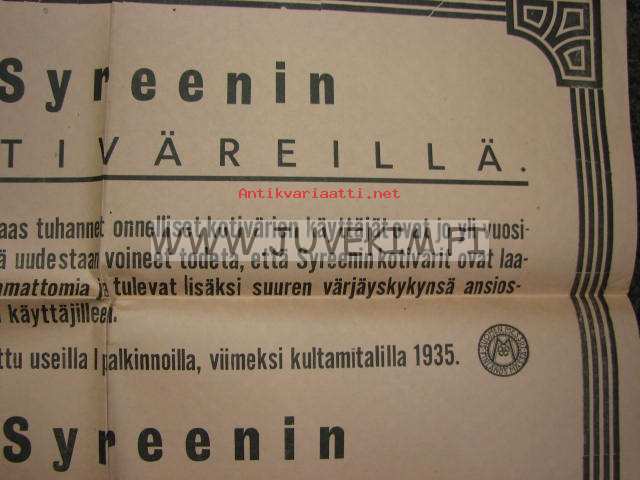 Syreenin
TIVÄREILLÄ.
Antikvariaatti.net
aas tuhannet onnelliset kotivärien käyttäjät ovat jo yli vuosi-
WWW.JUVEKIM.FI
ä uudestaan voineet todeta, että Syreenin kotivärit ovat laa-
mattomia ja tulevat lisäksi suuren värjäyskykynsä ansios-
käyttäjilleen.
ttu useilla I palkinnoilla, viimeksi kultamitalilla 1935.
Syreenin